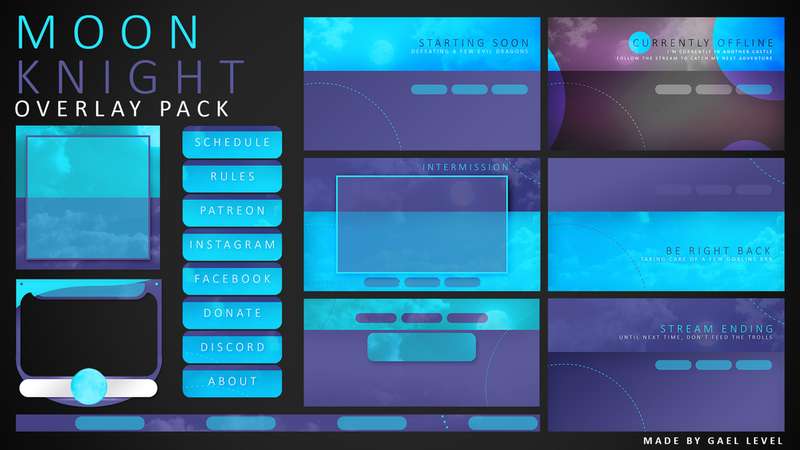 MOON
KNIGHT
OVERLAY PACK
SCHEDULE
RULES
PATREON
INSTAGRAM
FACEBOOK
DONATE
DISCORD
ABOUT
STARTING SOON
DEFEATING A FEW EVIL DRAGONS
CURRENTLY OFFLINE
I'M CURRENTLY IN ANOTHER CASTLE
FOLLOW THE STREAM TO CATCH MY NEXT ADVENTURE
INTERMISSION
BE RIGHT BACK
TAKING CARE OF A FEW GOBLINS BRB
STREAM ENDING
UNTIL NEXT TIME, DON'T FEED THE TROLLS
MADE BY GAEL LEVEL